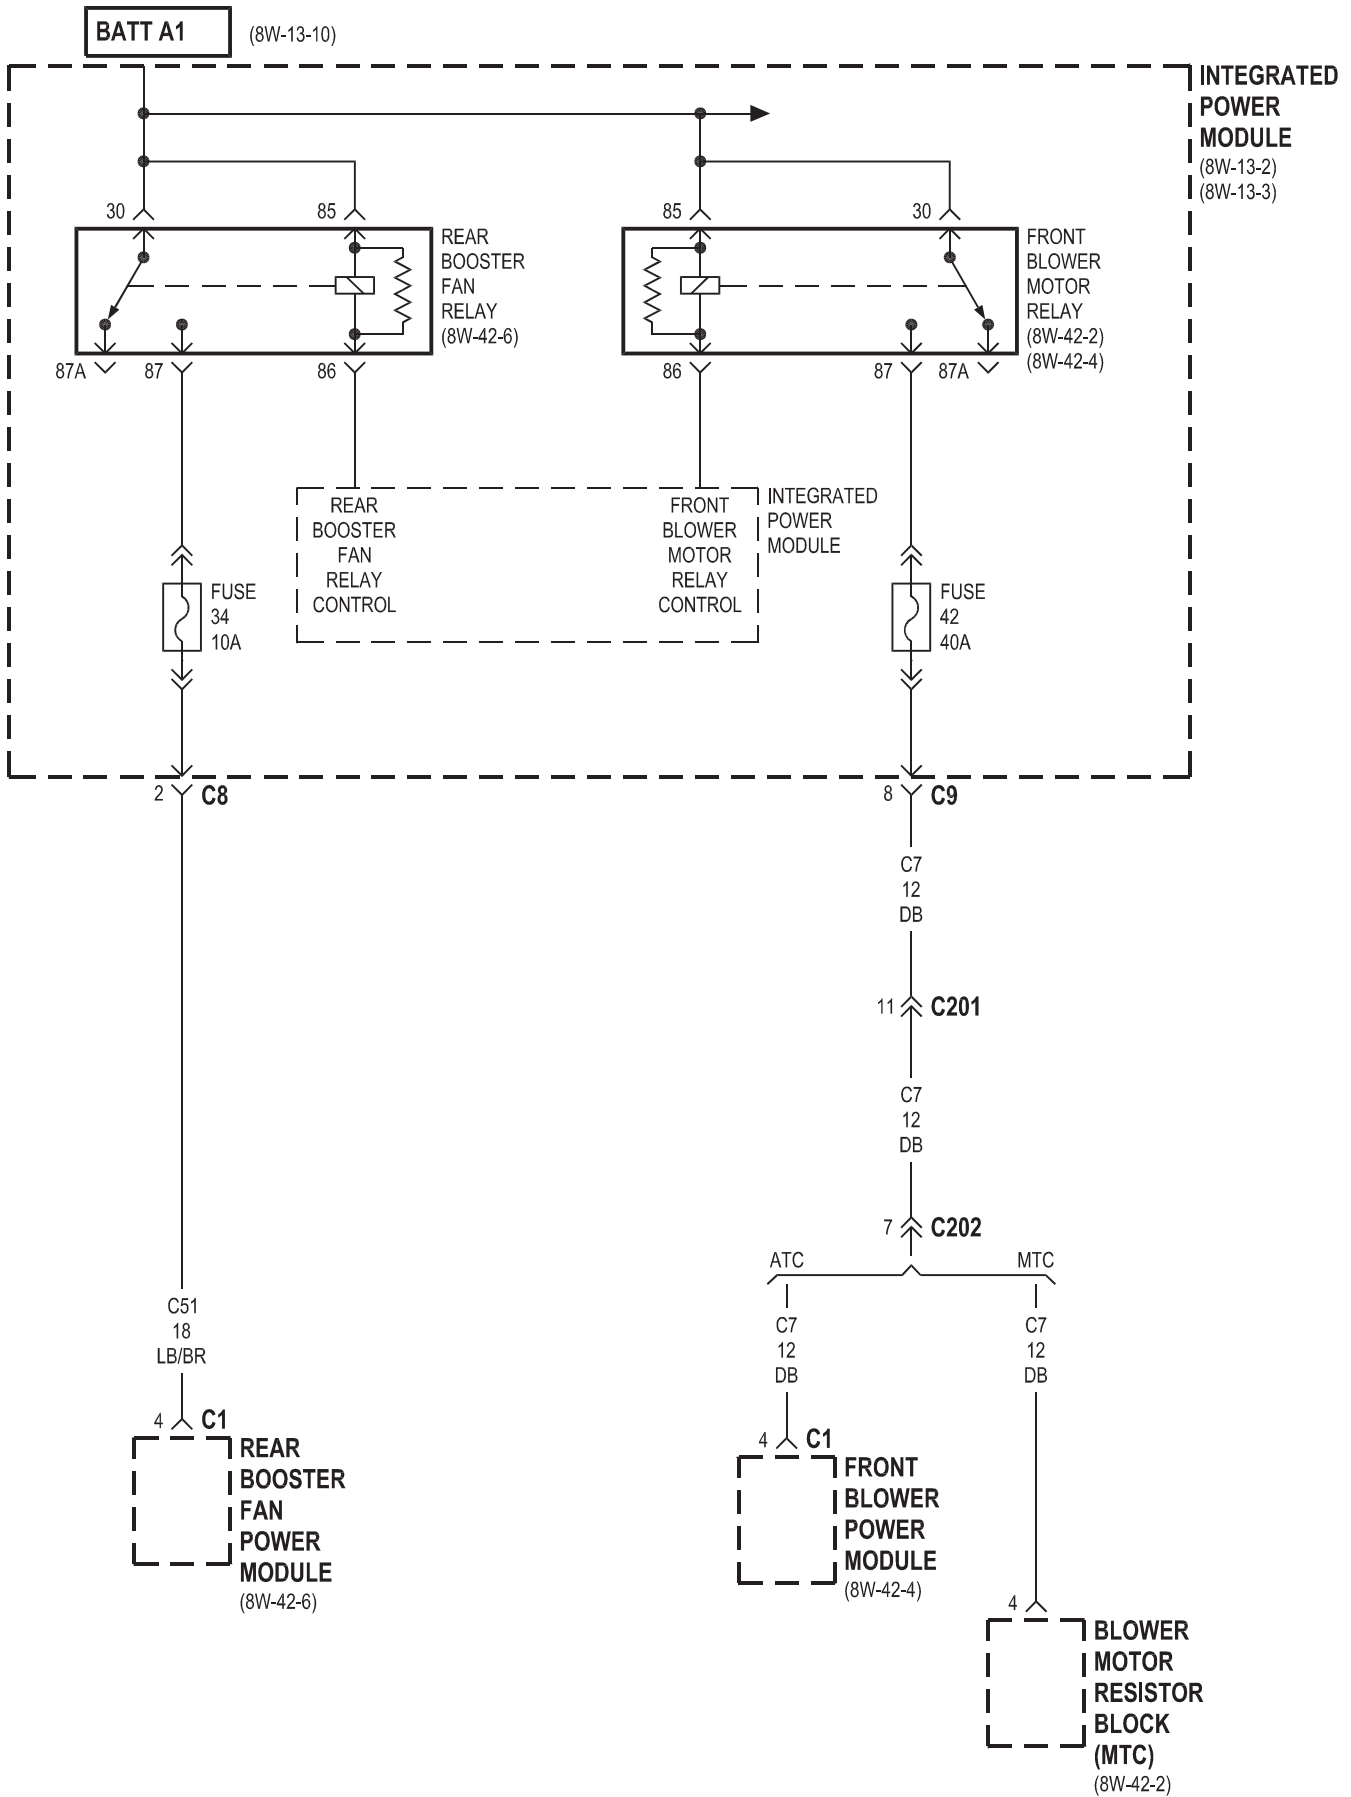 BATT A1
(8W-13-10)
INTEGRATED
POWER
MODULE
(8W-13-2)
(8W-13-3)
30
85
REAR
BOOSTER
FAN
RELAY
(8W-42-6)
87A
87
86
85
30
FRONT
BLOWER
MOTOR
RELAY
(8W-42-2)
(8W-42-4)
86
87
87A
REAR
BOOSTER
FAN
RELAY
CONTROL
FRONT
BLOWER
MOTOR
RELAY
CONTROL
INTEGRATED
POWER
MODULE
FUSE
34
10A
FUSE
42
40A
2
C8
8
C9
C7
12
DB
11
C201
C7
12
DB
7
C202
ATC
MTC
C51
18
LB/BR
C7
12
DB
C7
12
DB
4
C1
REAR
BOOSTER
FAN
POWER
MODULE
(8W-42-6)
4
C1
FRONT
BLOWER
POWER
MODULE
(8W-42-4)
4
BLOWER
MOTOR
RESISTOR
BLOCK
(MTC)
(8W-42-2)